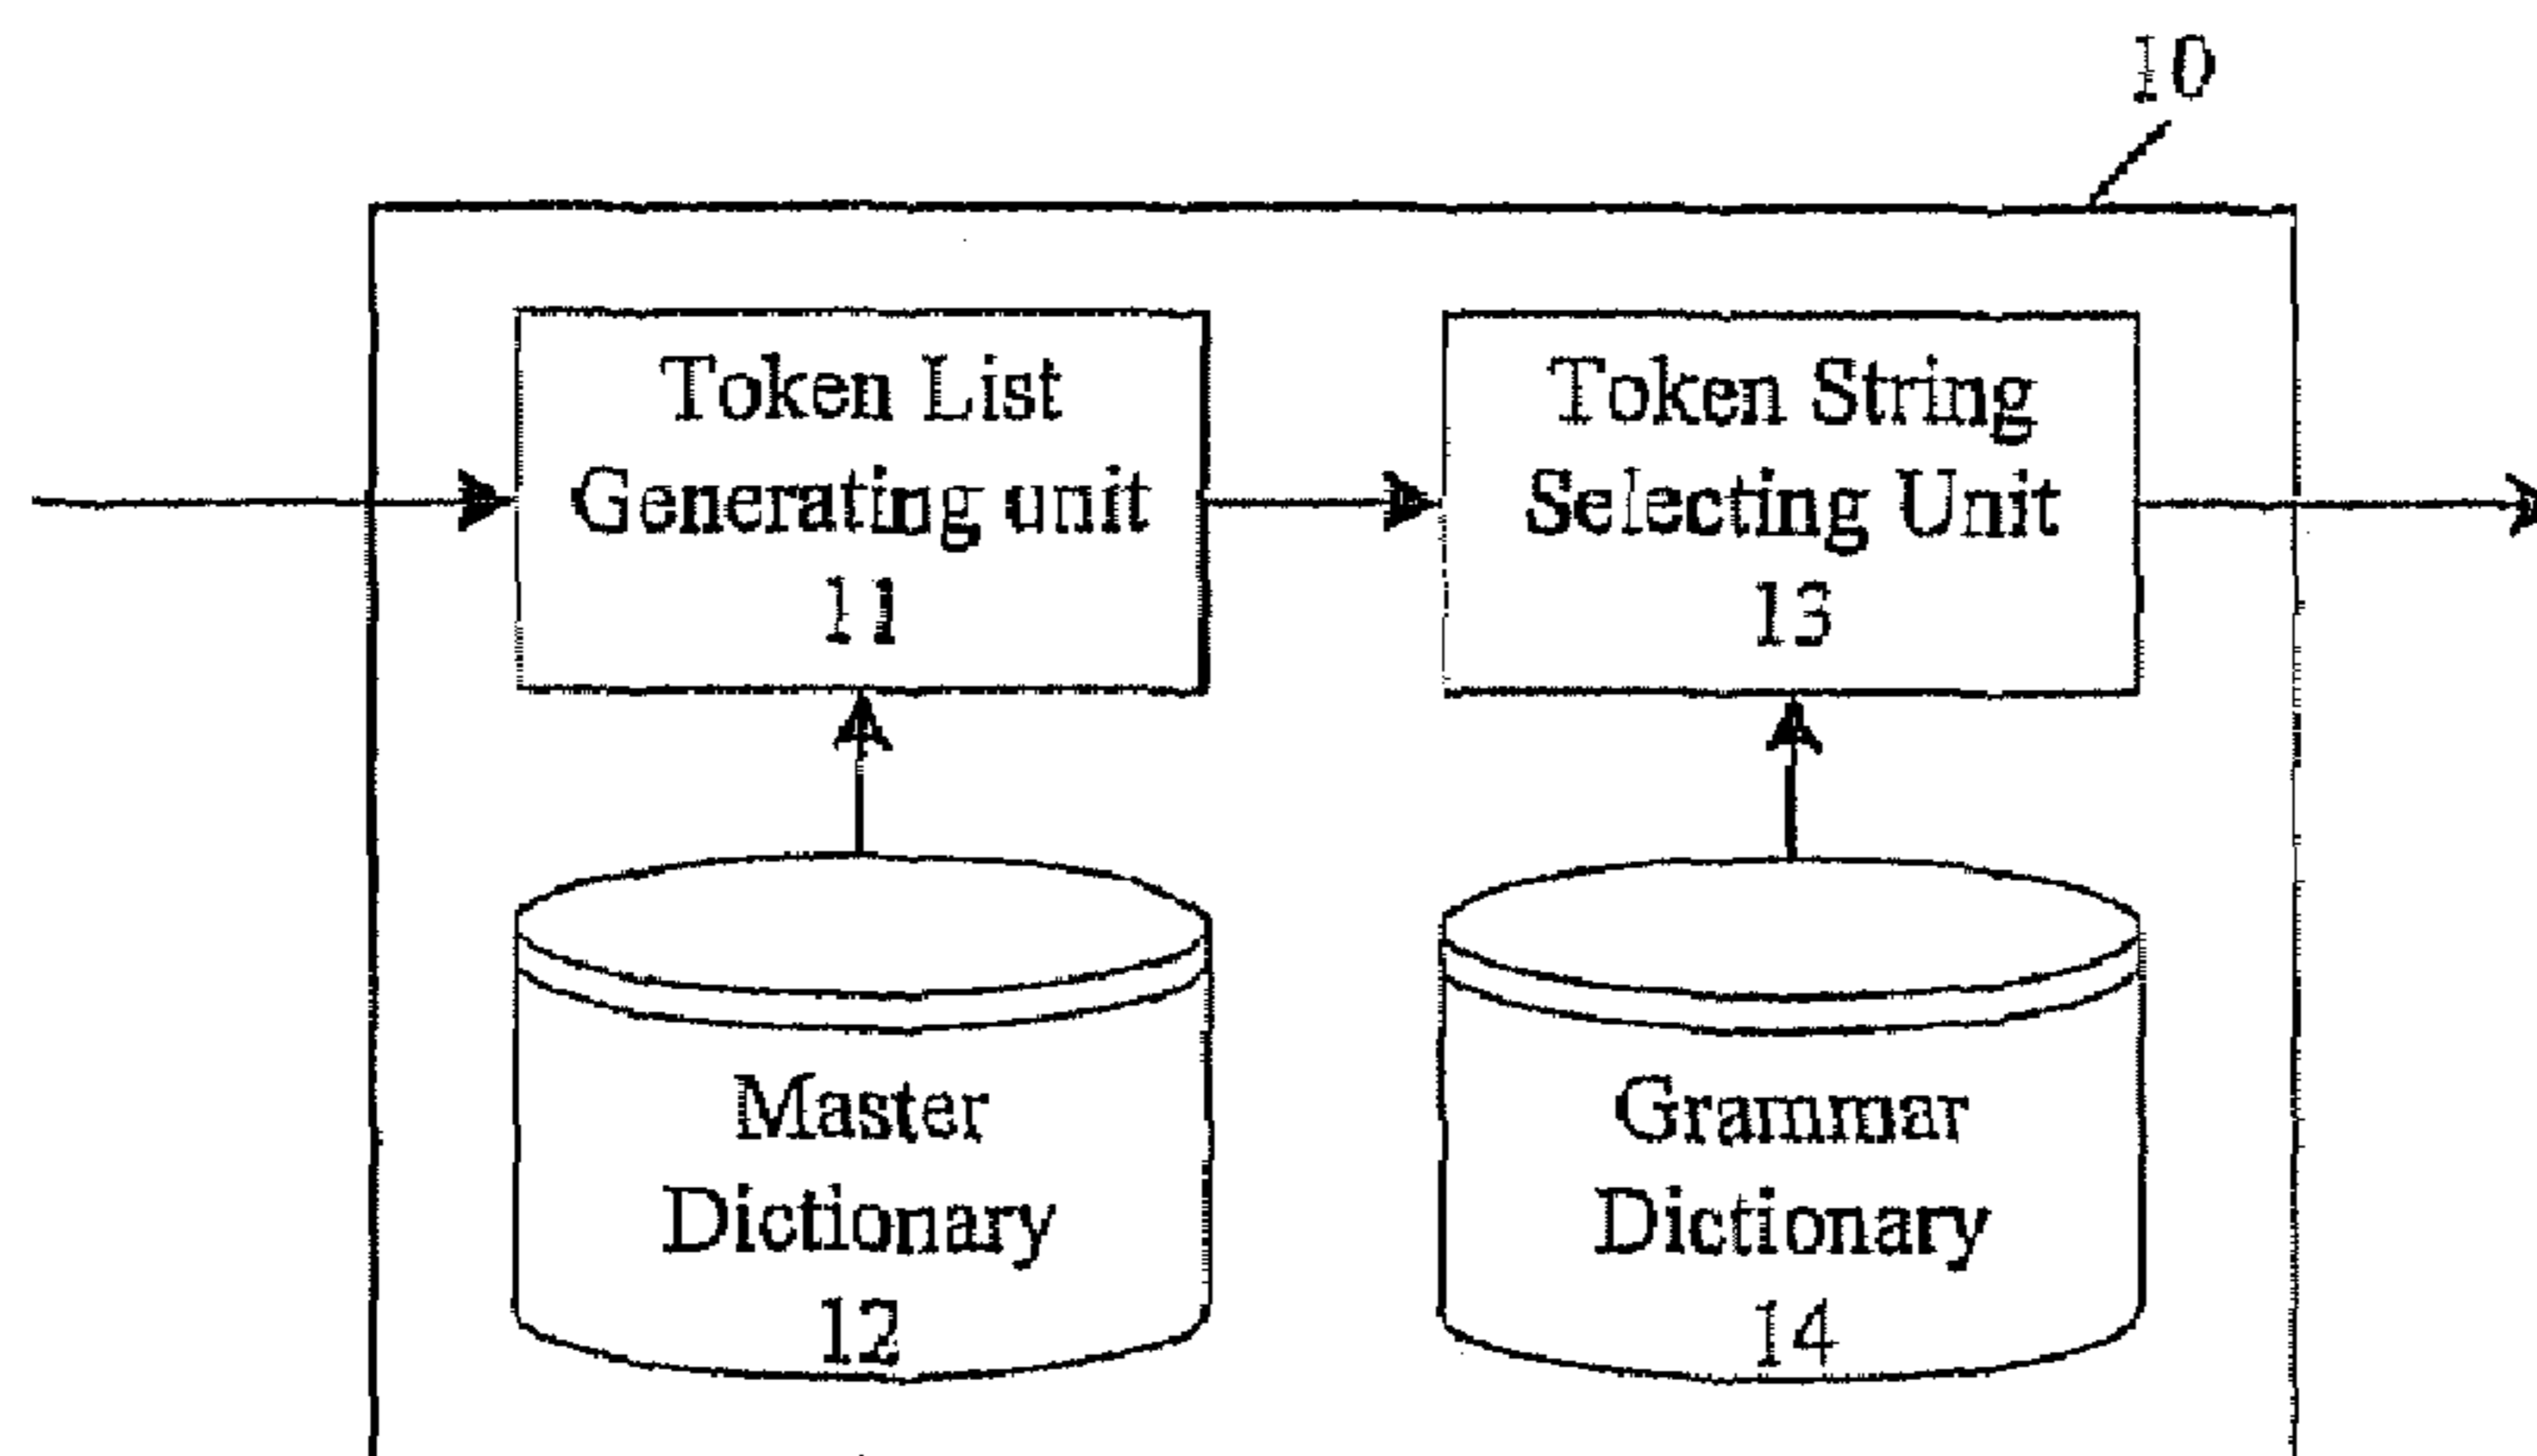 10
Token List
Generating unit
11
Token String
Selecting Unit
13
Master
Dictionary
12
Grammar
Dictionary
14